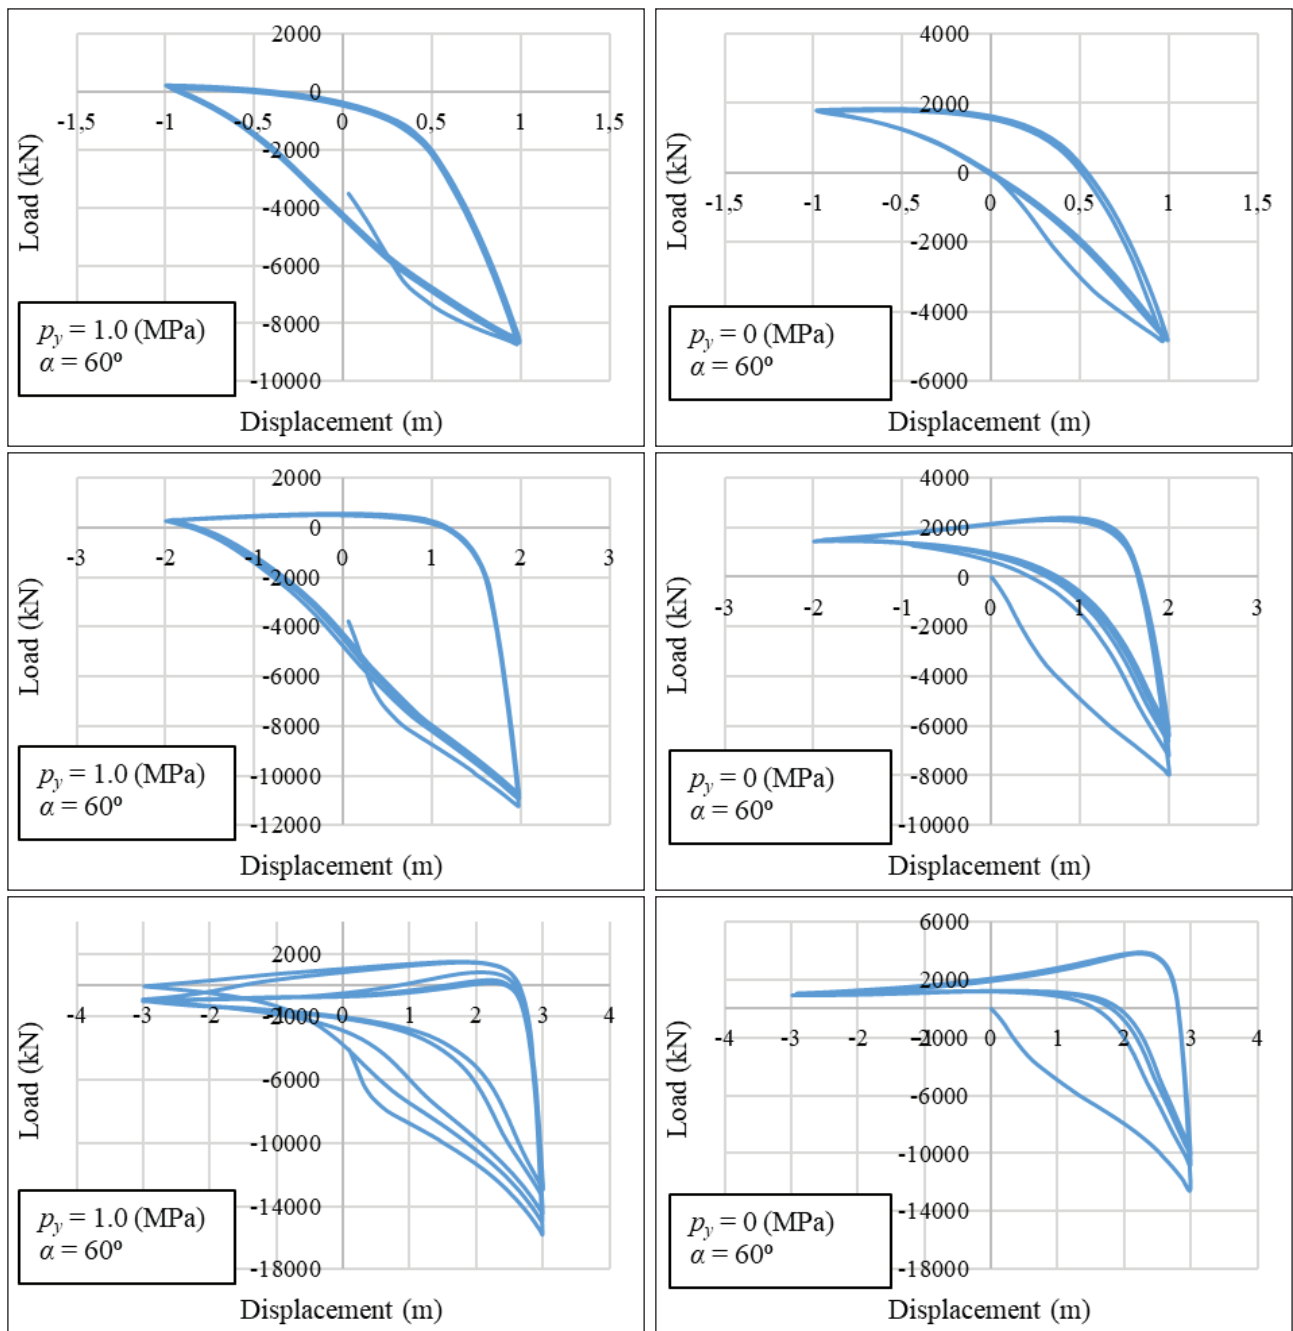 2000
0
-2000
-4000
-6000
-8000
-10000
-1,5 -1 -0,5 0 0,5 1 1,5
Load (kN)
Displacement (m)
p_y = 1.0 (MPa)
α = 60º
4000
2000
0
-2000
-4000
-6000
-1,5 -1 -0,5 0 0,5 1 1,5
Load (kN)
Displacement (m)
p_y = 0 (MPa)
α = 60º
2000
0
-2000
-4000
-6000
-8000
-10000
-12000
-3 -2 -1 0 1 2 3
Load (kN)
Displacement (m)
p_y = 1.0 (MPa)
α = 60º
4000
2000
0
-2000
-4000
-6000
-8000
-10000
-3 -2 -1 0 1 2 3
Load (kN)
Displacement (m)
p_y = 0 (MPa)
α = 60º
2000
-2000
-6000
-10000
-14000
-18000
-4 -3 -2 -1 0 1 2 3 4
Load (kN)
Displacement (m)
p_y = 1.0 (MPa)
α = 60º
6000
2000
-2000
-6000
-10000
-14000
-18000
-4 -3 -2 -1 0 1 2 3 4
Load (kN)
Displacement (m)
p_y = 0 (MPa)
α = 60º